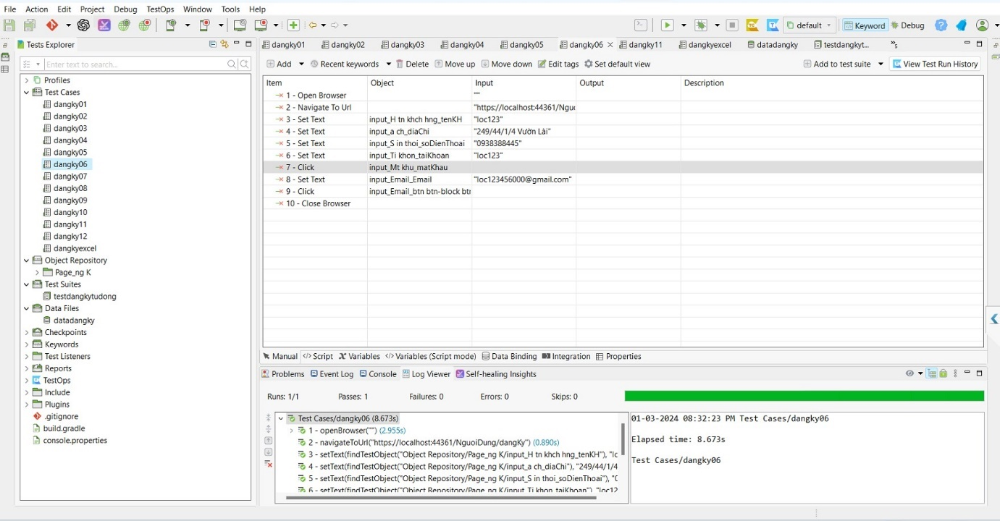 File Action Edit Project Debug TestOps Window Tools Help
default Keyword Debug
Tests Explorer
Enter text to search...
Profiles
Test Cases
dangky01
dangky02
dangky03
dangky04
dangky05
dangky06
dangky07
dangky08
dangky09
dangky10
dangky11
dangky12
dangkyexcel
Object Repository
Page_ng K
Test Suites
testdangkytudong
Data Files
datadangky
Checkpoints
Keywords
Test Listeners
Reports
TestOps
Include
Plugins
.gitignore
build.gradle
console.properties
dangky01 dangky02 dangky03 dangky04 dangky05 dangky06 dangky11 dangkyexcel datadangky testdangkyt...
Add Recent keywords Delete Move up Move down Edit tags Set default view Add to test suite View Test Run History
Item Object Input Output Description
1 - Open Browser ""
2 - Navigate To Url "https://localhost:44361/Nguo
3 - Set Text input_H tn khch hng_tenKH "loc123"
4 - Set Text input_a ch_diaChi "249/44/1/4 Vườn Lài"
5 - Set Text input_S in thoi_soDienThoai "0938388445"
6 - Set Text input_Ti khon_taiKhoan "loc123"
7 - Click input_Mt khu_matKhau
8 - Set Text input_Email_Email "loc123456000@gmail.com"
9 - Click input_Email_btn btn-block btn
10 - Close Browser
Manual Script Variables Variables (Script mode) Data Binding Integration Properties
Problems Event Log Console Log Viewer Self-healing Insights
Runs: 1/1 Passes: 1 Failures: 0 Errors: 0 Skips: 0
Test Cases/dangky06 (8.673s)
1 - openBrowser("") (2.955s)
2 - navigateToUrl("https://localhost:44361/NguoiDung/dangKy") (0.890s)
3 - setText(findTestObject("Object Repository/Page_ng K/input_H tn khch hng_tenKH"), "lc
4 - setText(findTestObject("Object Repository/Page_ng K/input_a ch_diaChi"), "249/44/1/4
5 - setText(findTestObject("Object Repository/Page_ng K/input_S in thoi_soDienThoai"), "0
6 - setText(findTestObject("Object Repository/Page_ng K/input_Ti khon_taiKhoan"), "loc12
01-03-2024 08:32:23 PM Test Cases/dangky06
Elapsed time: 8.673s
Test Cases/dangky06